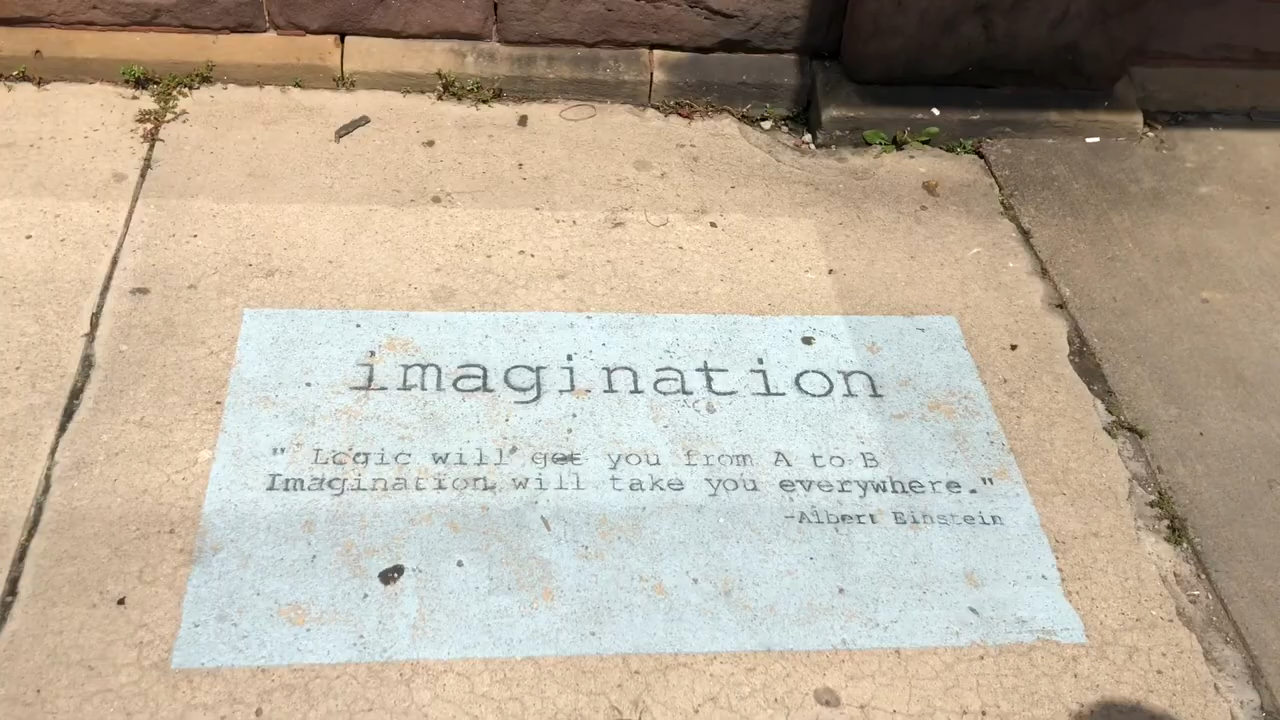 imagination
" Logic will get you from A to B
Imagination will take you everywhere."
-Albert Einstein